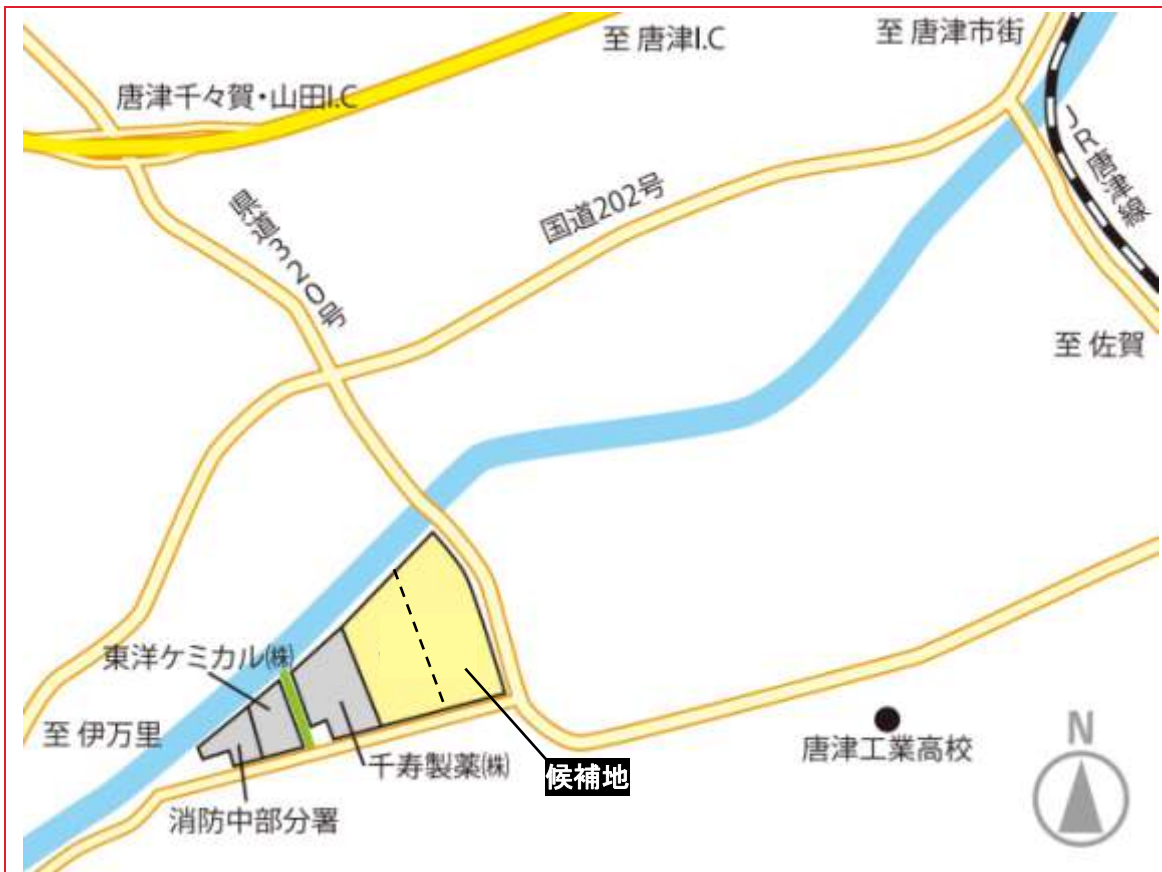 至 唐津I.C
至 唐津市街
唐津千々賀・山田I.C
JR唐津線
県道320号
国道202号
至 佐賀
東洋ケミカル㈱
至 伊万里
千寿製薬㈱
候補地
唐津工業高校
N
消防中部分署